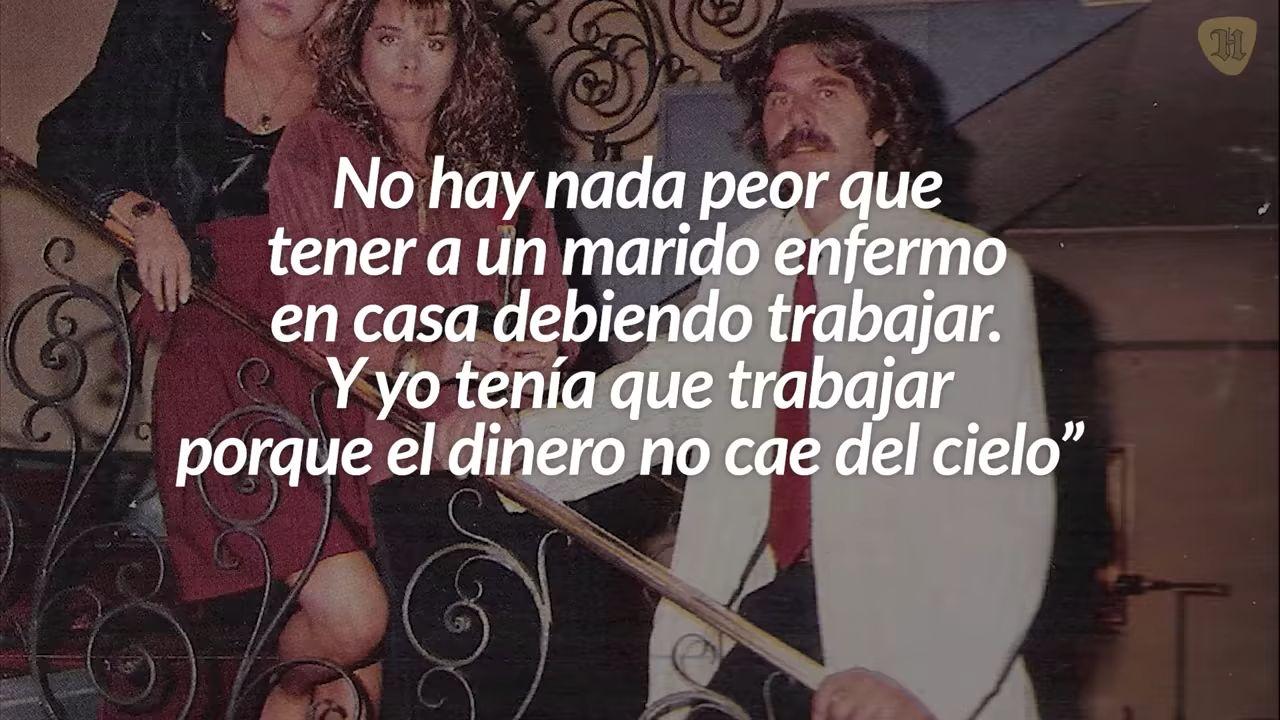 No hay nada peor que
tener a un marido enfermo
en casa debiendo trabajar.
Y yo tenía que trabajar
porque el dinero no cae del cielo”